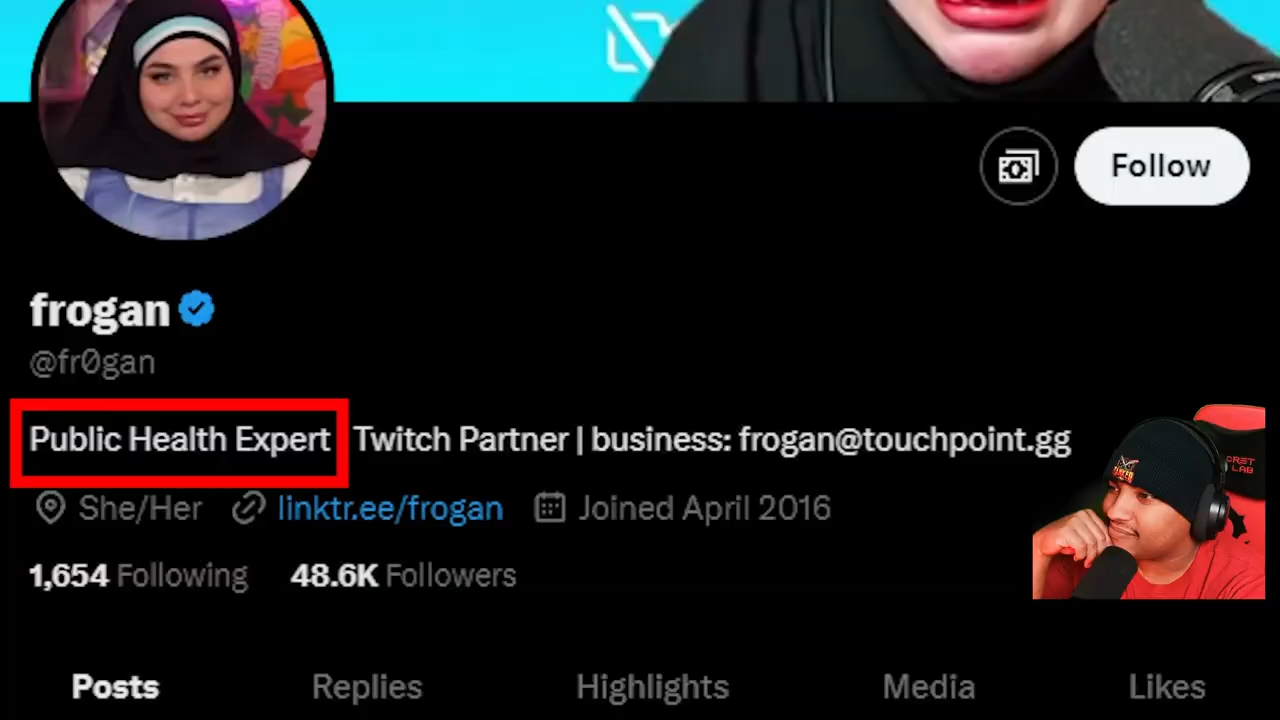 Follow
frogan
@fr0gan
Public Health Expert Twitch Partner | business: frogan@touchpoint.gg
She/Her linktr.ee/frogan Joined April 2016
1,654 Following 48.6K Followers
Posts Replies Highlights Media Likes